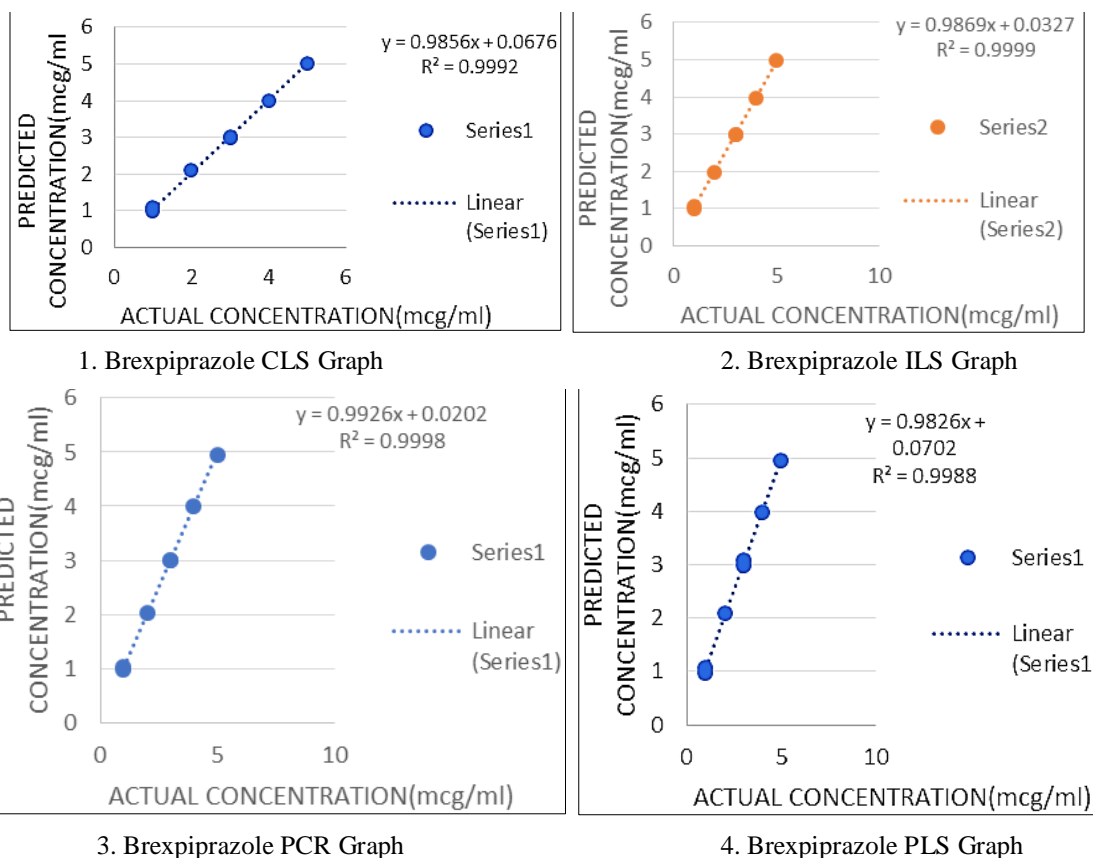 y = 0.9856x + 0.0676
R² = 0.9992
6
5
4
3
2
1
0
0 2 4 6
PREDICTED
CONCENTRATION(mcg/ml
ACTUAL CONCENTRATION(mcg/ml)
Series1
Linear
(Series1)
1. Brexpiprazole CLS Graph
y = 0.9869x + 0.0327
R² = 0.9999
6
5
4
3
2
1
0
0 5 10
PREDICTED
CONCENTRATION(mcg/ml
ACTUAL CONCENTRATION(mcg/ml)
Series2
Linear
(Series2)
2. Brexpiprazole ILS Graph
y = 0.9926x + 0.0202
R² = 0.9998
6
5
4
3
2
1
0
0 5 10
PREDICTED
CONCENTRATION(mcg/ml)
ACTUAL CONCENTRATION(mcg/ml)
Series1
Linear
(Series1)
3. Brexpiprazole PCR Graph
y = 0.9826x +
0.0702
R² = 0.9988
6
5
4
3
2
1
0
0 5 10
PREDICTED
CONCENTRATION(mcg/ml)
ACTUAL CONCENTRATION(mcg/ml)
Series1
Linear
(Series1
4. Brexpiprazole PLS Graph